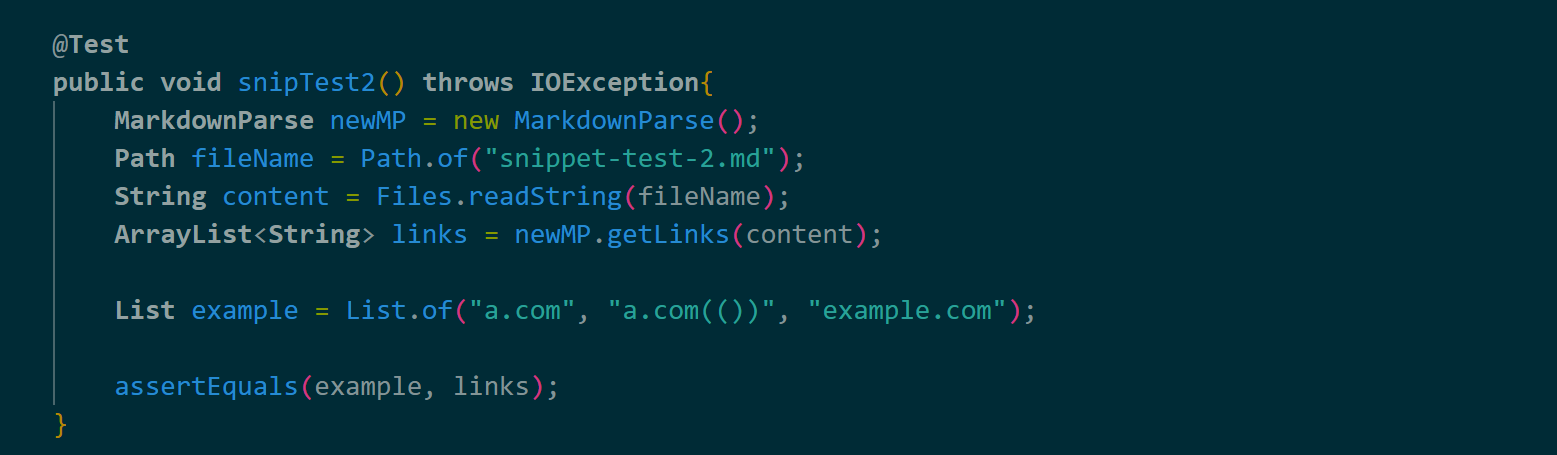 @Test
public void snipTest2() throws IOException{
    MarkdownParse newMP = new MarkdownParse();
    Path fileName = Path.of("snippet-test-2.md");
    String content = Files.readString(fileName);
    ArrayList<String> links = newMP.getLinks(content);
    List example = List.of("a.com", "a.com(())", "example.com");
    assertEquals(example, links);
}